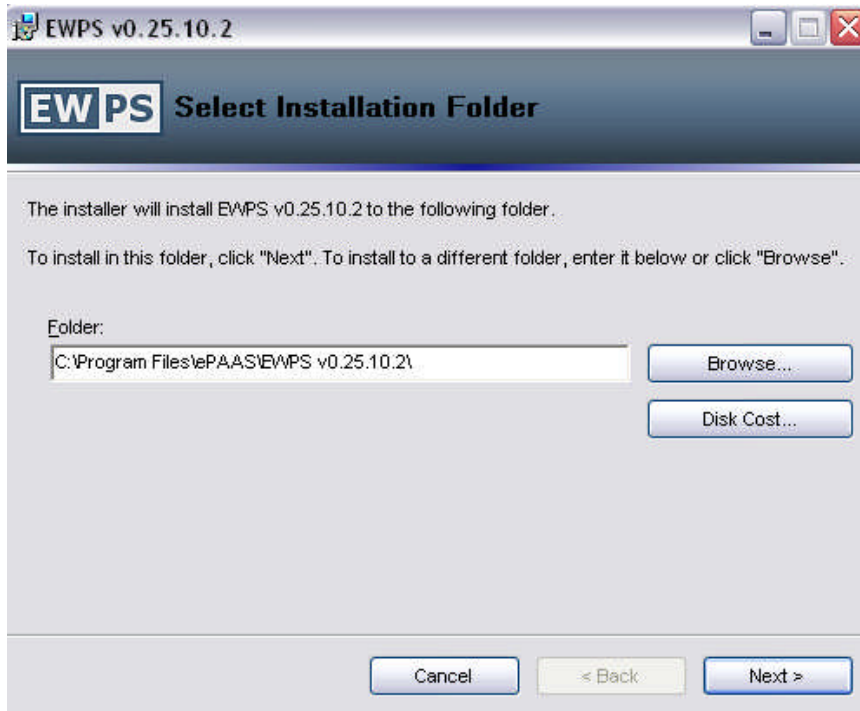 EWPS v0.25.10.2
EW PS Select Installation Folder
The installer will install EWPS v0.25.10.2 to the following folder.
To install in this folder, click "Next". To install to a different folder, enter it below or click "Browse".
Folder:
C:\Program Files\ePAAS\EWPS v0.25.10.2\
Browse...
Disk Cost...
Cancel
< Back
Next >